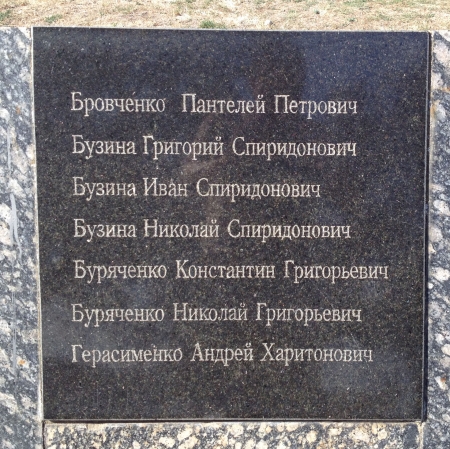 Бровченко Пантелей Петрович
Бузина Григорий Спиридонович
Бузина Иван Спиридонович
Бузина Николай Спиридонович
Буряченко Константин Григорьевич
Буряченко Николай Григорьевич
Герасименко Андрей Харитонович